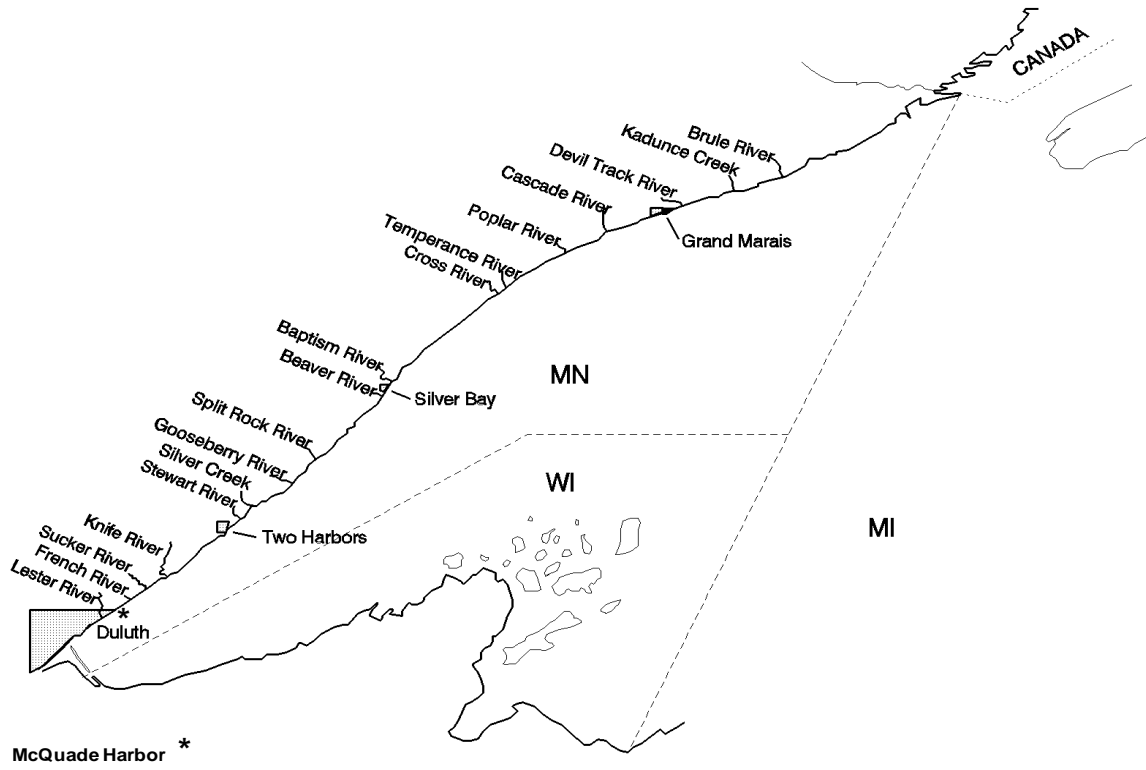 CANADA
Brule River
Kadunce Creek
Devil Track River
Cascade River
Grand Marais
Poplar River
Temperance River
Cross River
Baptism River
Beaver River
MN
Silver Bay
Split Rock River
Gooseberry River
Silver Creek
Stewart River
WI
MI
Two Harbors
Knife River
Sucker River
French River
Lester River
*
Duluth
McQuade Harbor *